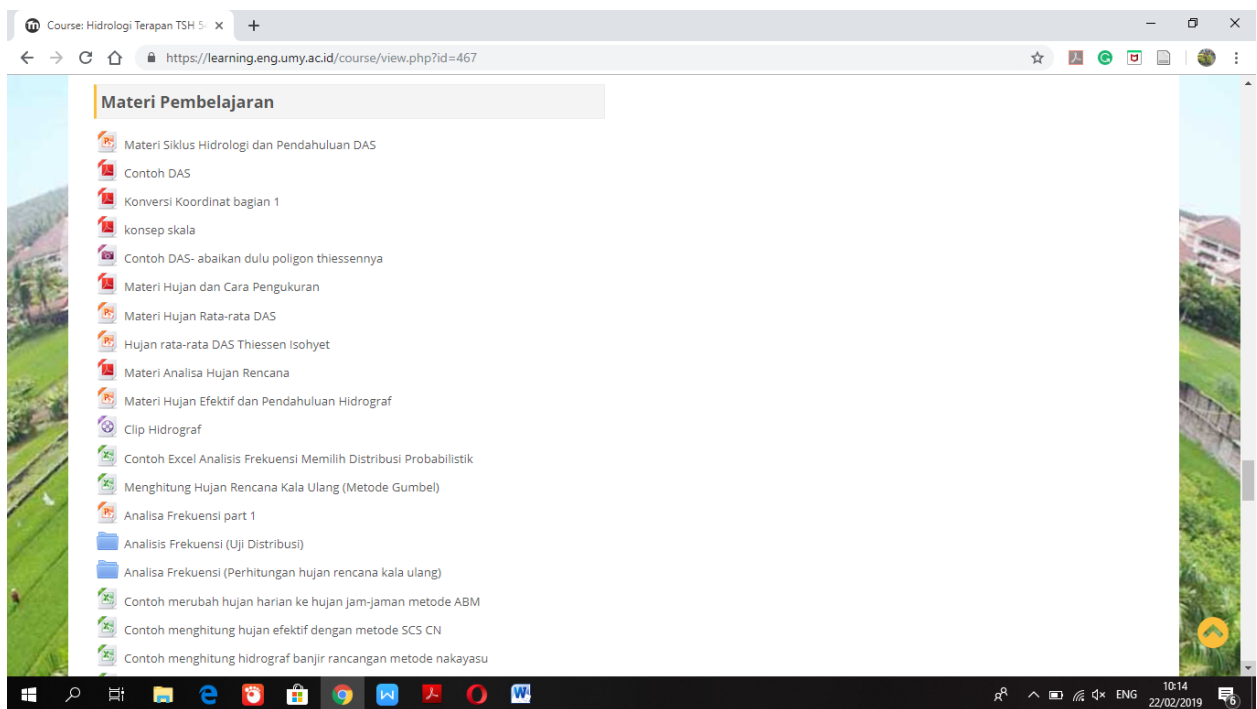 Course: Hidrologi Terapan TSH 5
https://learning.eng.umy.ac.id/course/view.php?id=467
Materi Pembelajaran
Materi Siklus Hidrologi dan Pendahuluan DAS
Contoh DAS
Konversi Koordinat bagian 1
konsep skala
Contoh DAS- abaikan dulu poligon thiessennya
Materi Hujan dan Cara Pengukuran
Materi Hujan Rata-rata DAS
Hujan rata-rata DAS Thiessen Isohyet
Materi Analisa Hujan Rencana
Materi Hujan Efektif dan Pendahuluan Hidrograf
Clip Hidrograf
Contoh Excel Analisis Frekuensi Memilih Distribusi Probabilistik
Menghitung Hujan Rencana Kala Ulang (Metode Gumbel)
Analisa Frekuensi part 1
Analisis Frekuensi (Uji Distribusi)
Analisa Frekuensi (Perhitungan hujan rencana kala ulang)
Contoh merubah hujan harian ke hujan jam-jaman metode ABM
Contoh menghitung hujan efektif dengan metode SCS CN
Contoh menghitung hidrograf banjir rancangan metode nakayasu
ENG
10:14
22/02/2019
6